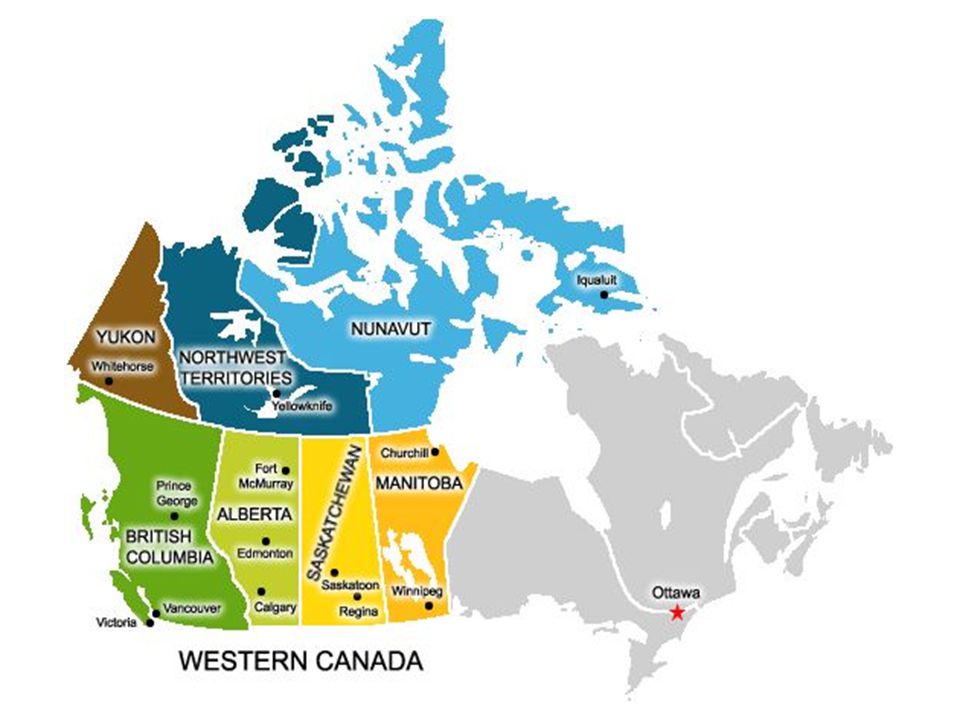 Iqualuit
NUNAVUT
YUKON
Whitehorse
NORTHWEST
TERRITORIES
Yellowknife
Churchill
MANITOBA
SASKATCHEWAN
Fort
McMurray
Prince
George
ALBERTA
BRITISH
COLUMBIA
Edmonton
Saskatoon
Winnipeg
Ottawa
Regina
Calgary
Vancouver
Victoria
WESTERN CANADA